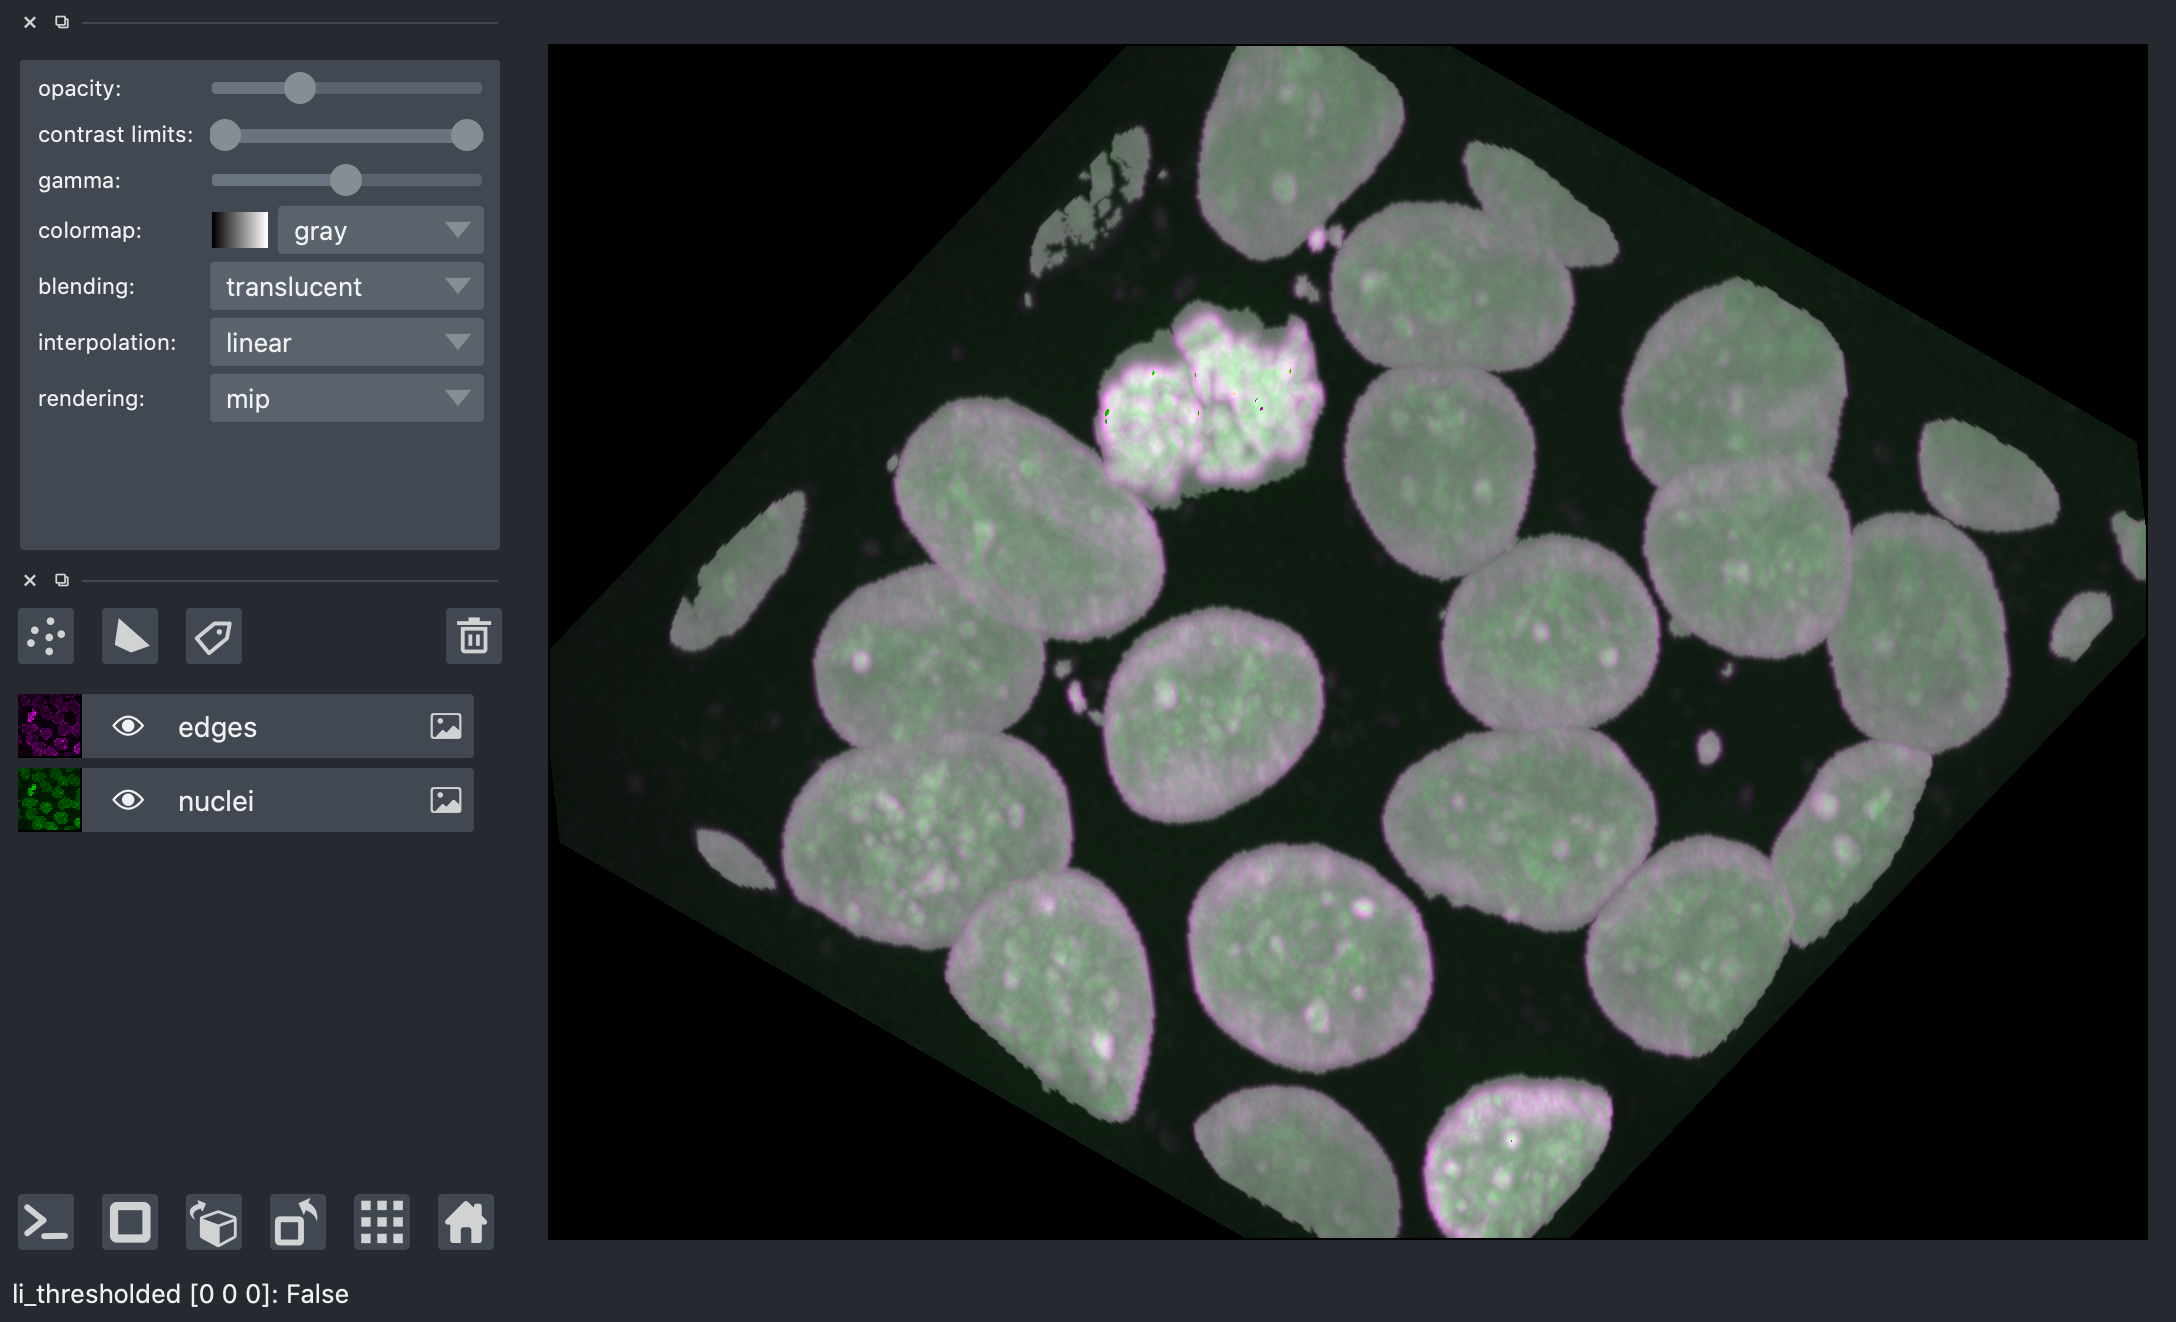 opacity:
contrast limits:
gamma:
colormap: gray
blending: translucent
interpolation: linear
rendering: mip
edges
nuclei
li_thresholded [0 0 0]: False